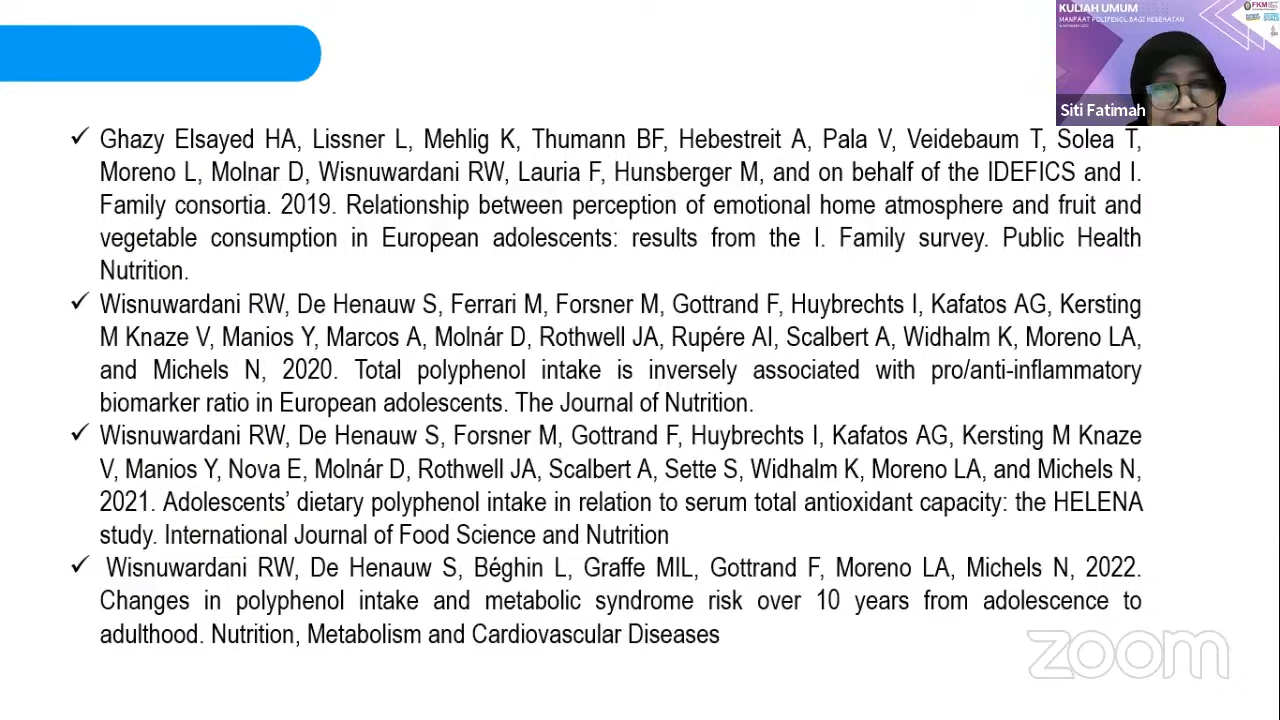 KULIAH UMUM
MANFAAT POLIFENOL BAGI KESEHATAN
FKM
Siti Fatimah
✓ Ghazy Elsayed HA, Lissner L, Mehlig K, Thumann BF, Hebestreit A, Pala V, Veidebaum T, Solea T,
Moreno L, Molnar D, Wisnuwardani RW, Lauria F, Hunsberger M, and on behalf of the IDEFICS and I.
Family consortia. 2019. Relationship between perception of emotional home atmosphere and fruit and
vegetable consumption in European adolescents: results from the I. Family survey. Public Health
Nutrition.
✓ Wisnuwardani RW, De Henauw S, Ferrari M, Forsner M, Gottrand F, Huybrechts I, Kafatos AG, Kersting
M Knaze V, Manios Y, Marcos A, Molnár D, Rothwell JA, Rupére AI, Scalbert A, Widhalm K, Moreno LA,
and Michels N, 2020. Total polyphenol intake is inversely associated with pro/anti-inflammatory
biomarker ratio in European adolescents. The Journal of Nutrition.
✓ Wisnuwardani RW, De Henauw S, Forsner M, Gottrand F, Huybrechts I, Kafatos AG, Kersting M Knaze
V, Manios Y, Nova E, Molnár D, Rothwell JA, Scalbert A, Sette S, Widhalm K, Moreno LA, and Michels N,
2021. Adolescents’ dietary polyphenol intake in relation to serum total antioxidant capacity: the HELENA
study. International Journal of Food Science and Nutrition
✓ Wisnuwardani RW, De Henauw S, Béghin L, Graffe MIL, Gottrand F, Moreno LA, Michels N, 2022.
Changes in polyphenol intake and metabolic syndrome risk over 10 years from adolescence to
adulthood. Nutrition, Metabolism and Cardiovascular Diseases
zoom